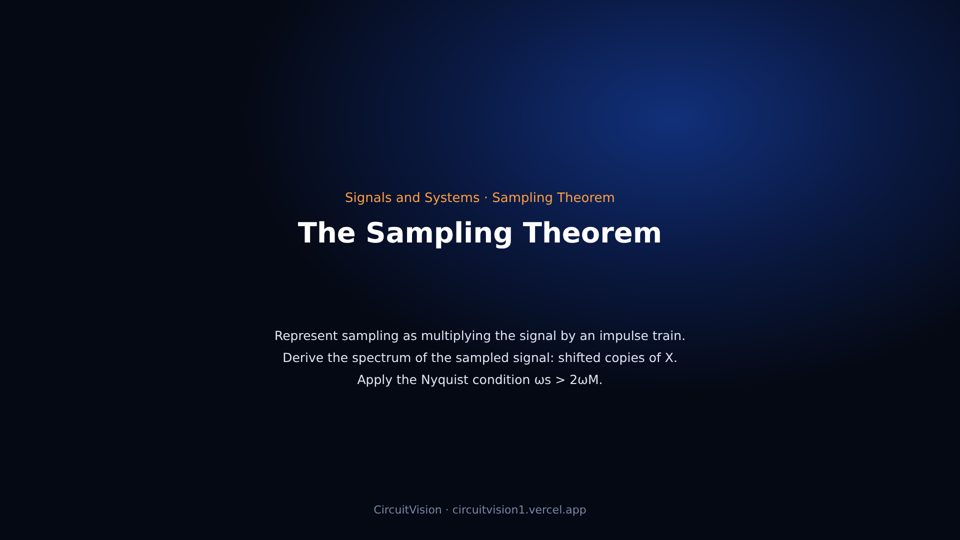 Signals and Systems · Sampling Theorem
The Sampling Theorem
Represent sampling as multiplying the signal by an impulse train.
Derive the spectrum of the sampled signal: shifted copies of X.
Apply the Nyquist condition ωs > 2ωM.
CircuitVision · circuitvision1.vercel.app